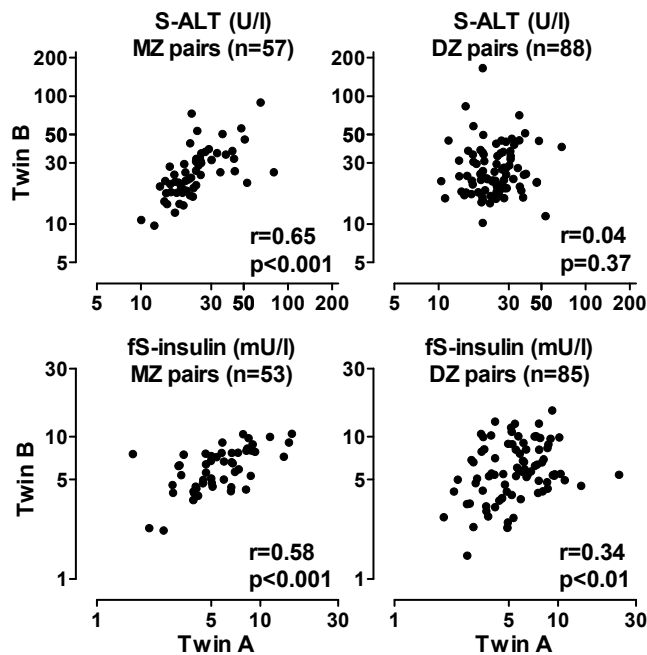 S-ALT (U/l)
MZ pairs (n=57)
200
100
50
30
10
5
Twin B
r=0.65
p<0.001
5
10
30
50
100
200
S-ALT (U/l)
DZ pairs (n=88)
200
100
50
30
10
5
r=0.04
p=0.37
5
10
30
50
100
200
fS-insulin (mU/l)
MZ pairs (n=53)
30
10
5
1
Twin B
r=0.58
p<0.001
1
5
10
30
Twin A
fS-insulin (mU/l)
DZ pairs (n=85)
30
10
5
1
r=0.34
p<0.01
1
5
10
30
Twin A